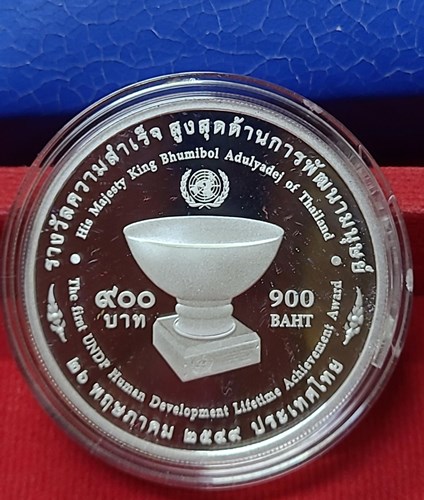 รางวัลความสำเร็จ สูงสุดด้านการพัฒนามนุษย์
His Majesty King Bhumibol Adulyadej of Thailand
๙๐๐
บาท
900
BAHT
The first UNDP Human Development Lifetime Achievement Award
๒๖ พฤษภาคม ๒๕๔๙ ประเทศไทย